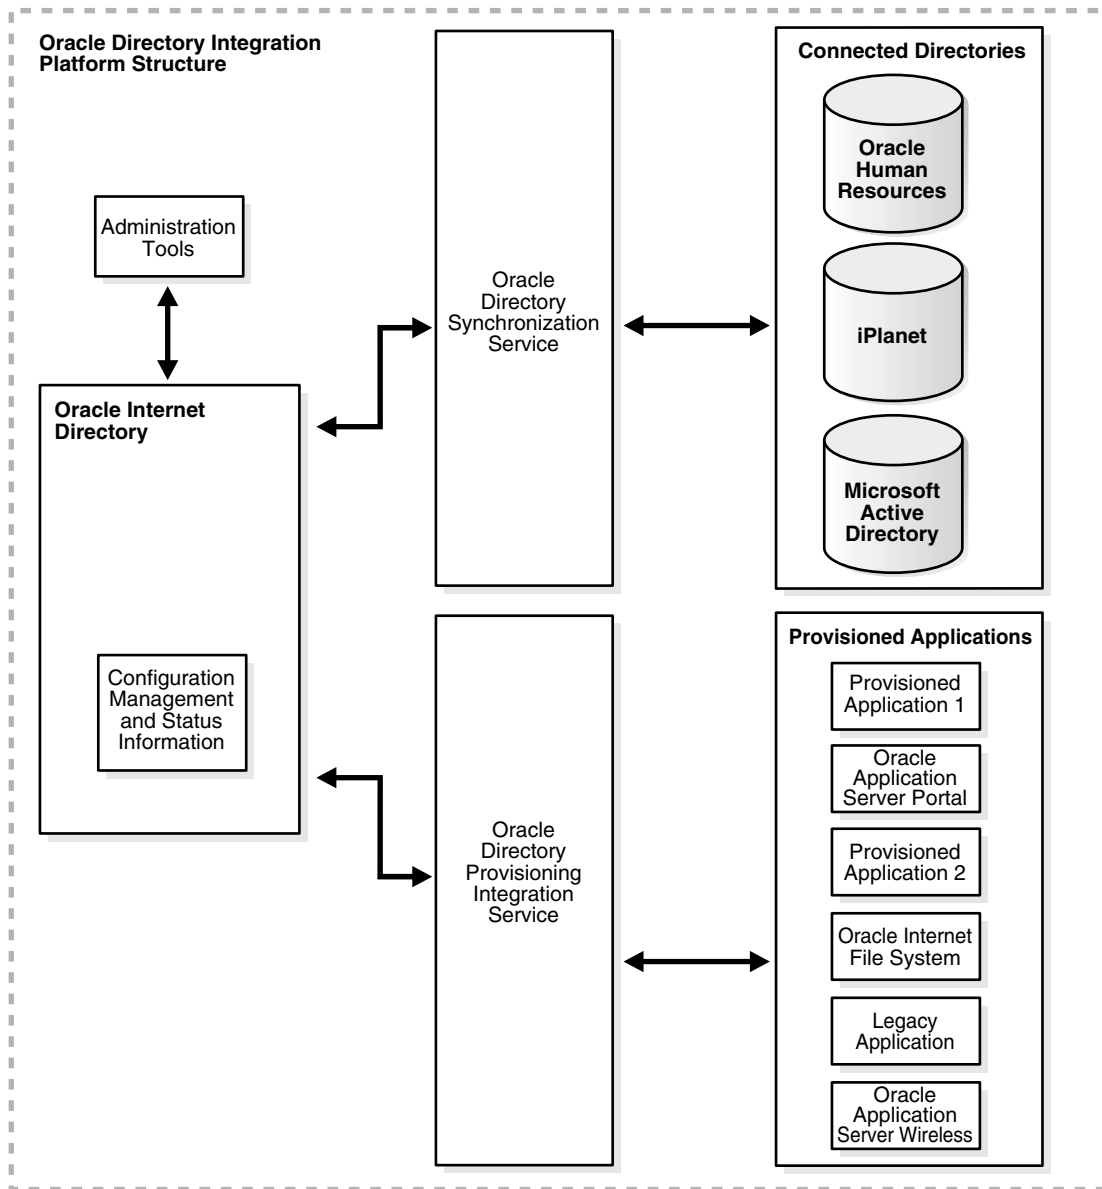 Oracle Directory Integration
Platform Structure
Administration
Tools
Oracle Internet
Directory
Configuration
Management
and Status
Information
Oracle
Directory
Synchronization
Service
Oracle
Directory
Provisioning
Integration
Service
Connected Directories
Oracle
Human
Resources
iPlanet
Microsoft
Active
Directory
Provisioned Applications
Provisioned
Application 1
Oracle
Application
Server Portal
Provisioned
Application 2
Oracle Internet
File System
Legacy
Application
Oracle
Application
Server Wireless